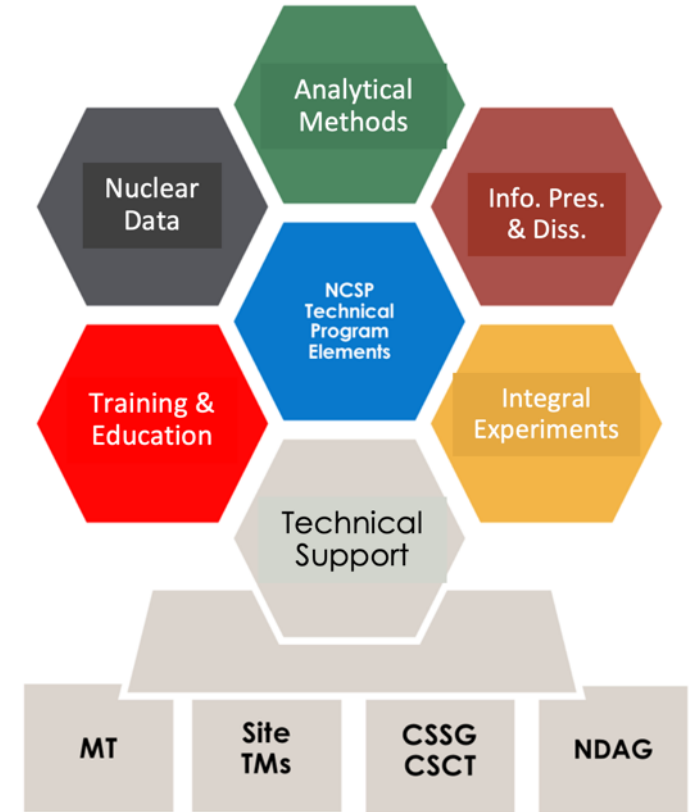 Analytical
Methods
Nuclear
Data
Info. Pres.
& Diss.
NCSP
Technical
Program
Elements
Training &
Education
Integral
Experiments
Technical
Support
MT
Site
TMs
CSSG
CSCT
NDAG